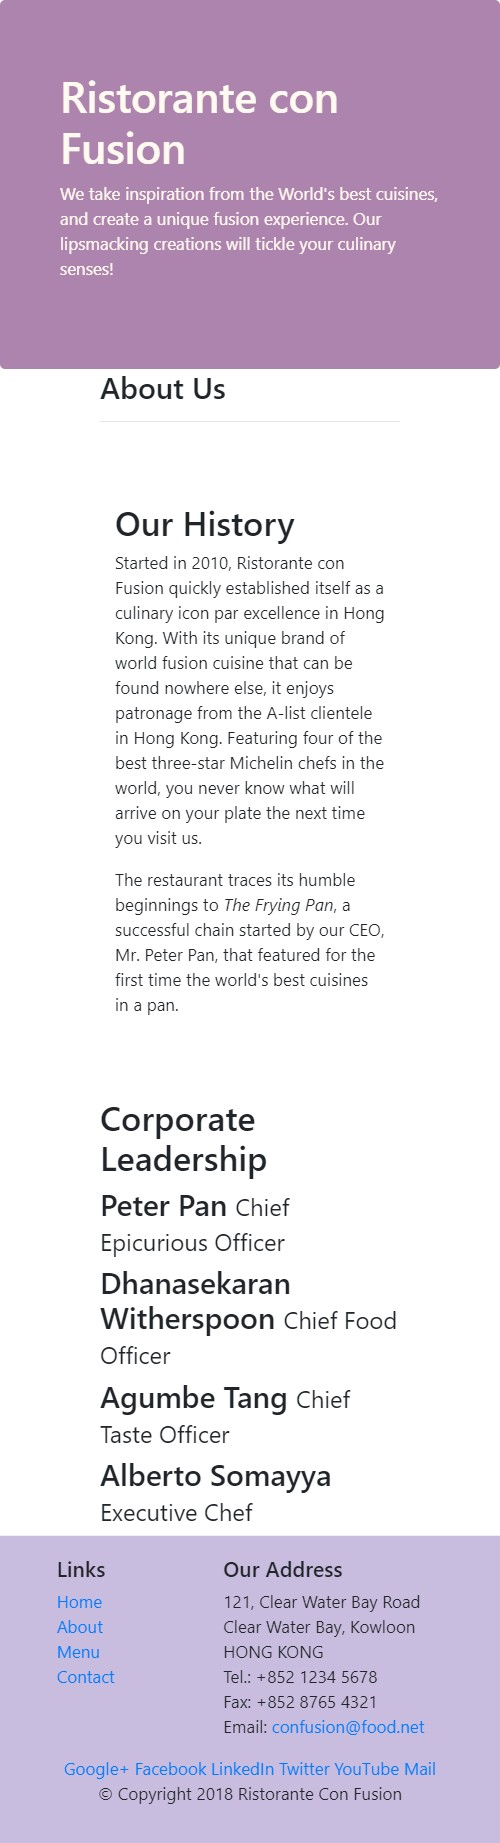 Ristorante con
Fusion
We take inspiration from the World's best cuisines,
and create a unique fusion experience. Our
lipsmacking creations will tickle your culinary
senses!
About Us
Our History
Started in 2010, Ristorante con
Fusion quickly established itself as a
culinary icon par excellence in Hong
Kong. With its unique brand of
world fusion cuisine that can be
found nowhere else, it enjoys
patronage from the A-list clientele
in Hong Kong. Featuring four of the
best three-star Michelin chefs in the
world, you never know what will
arrive on your plate the next time
you visit us.
The restaurant traces its humble
beginnings to The Frying Pan, a
successful chain started by our CEO,
Mr. Peter Pan, that featured for the
first time the world's best cuisines
in a pan.
Corporate
Leadership
Peter Pan Chief
Epicurious Officer
Dhanasekaran
Witherspoon Chief Food
Officer
Agumbe Tang Chief
Taste Officer
Alberto Somayya
Executive Chef
Links
Home
About
Menu
Contact
Our Address
121, Clear Water Bay Road
Clear Water Bay, Kowloon
HONG KONG
Tel.: +852 1234 5678
Fax: +852 8765 4321
Email: confusion@food.net
Google+ Facebook LinkedIn Twitter YouTube Mail
© Copyright 2018 Ristorante Con Fusion